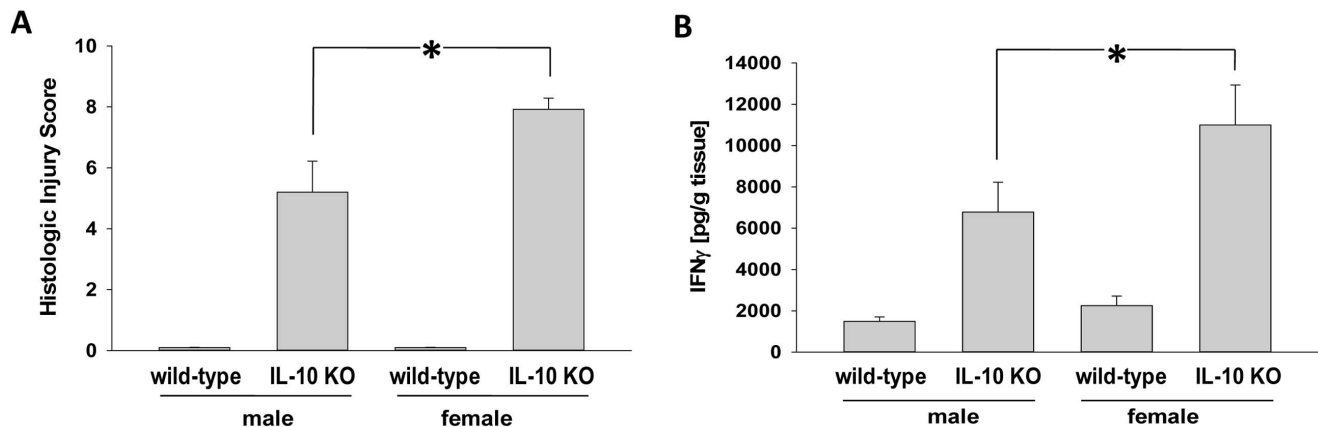 A
Histologic Injury Score
10
8
6
4
2
0
*
wild-type IL-10 KO wild-type IL-10 KO
male female
B
IFNγ [pg/g tissue]
14000
12000
10000
8000
6000
4000
2000
0
*
wild-type IL-10 KO wild-type IL-10 KO
male female